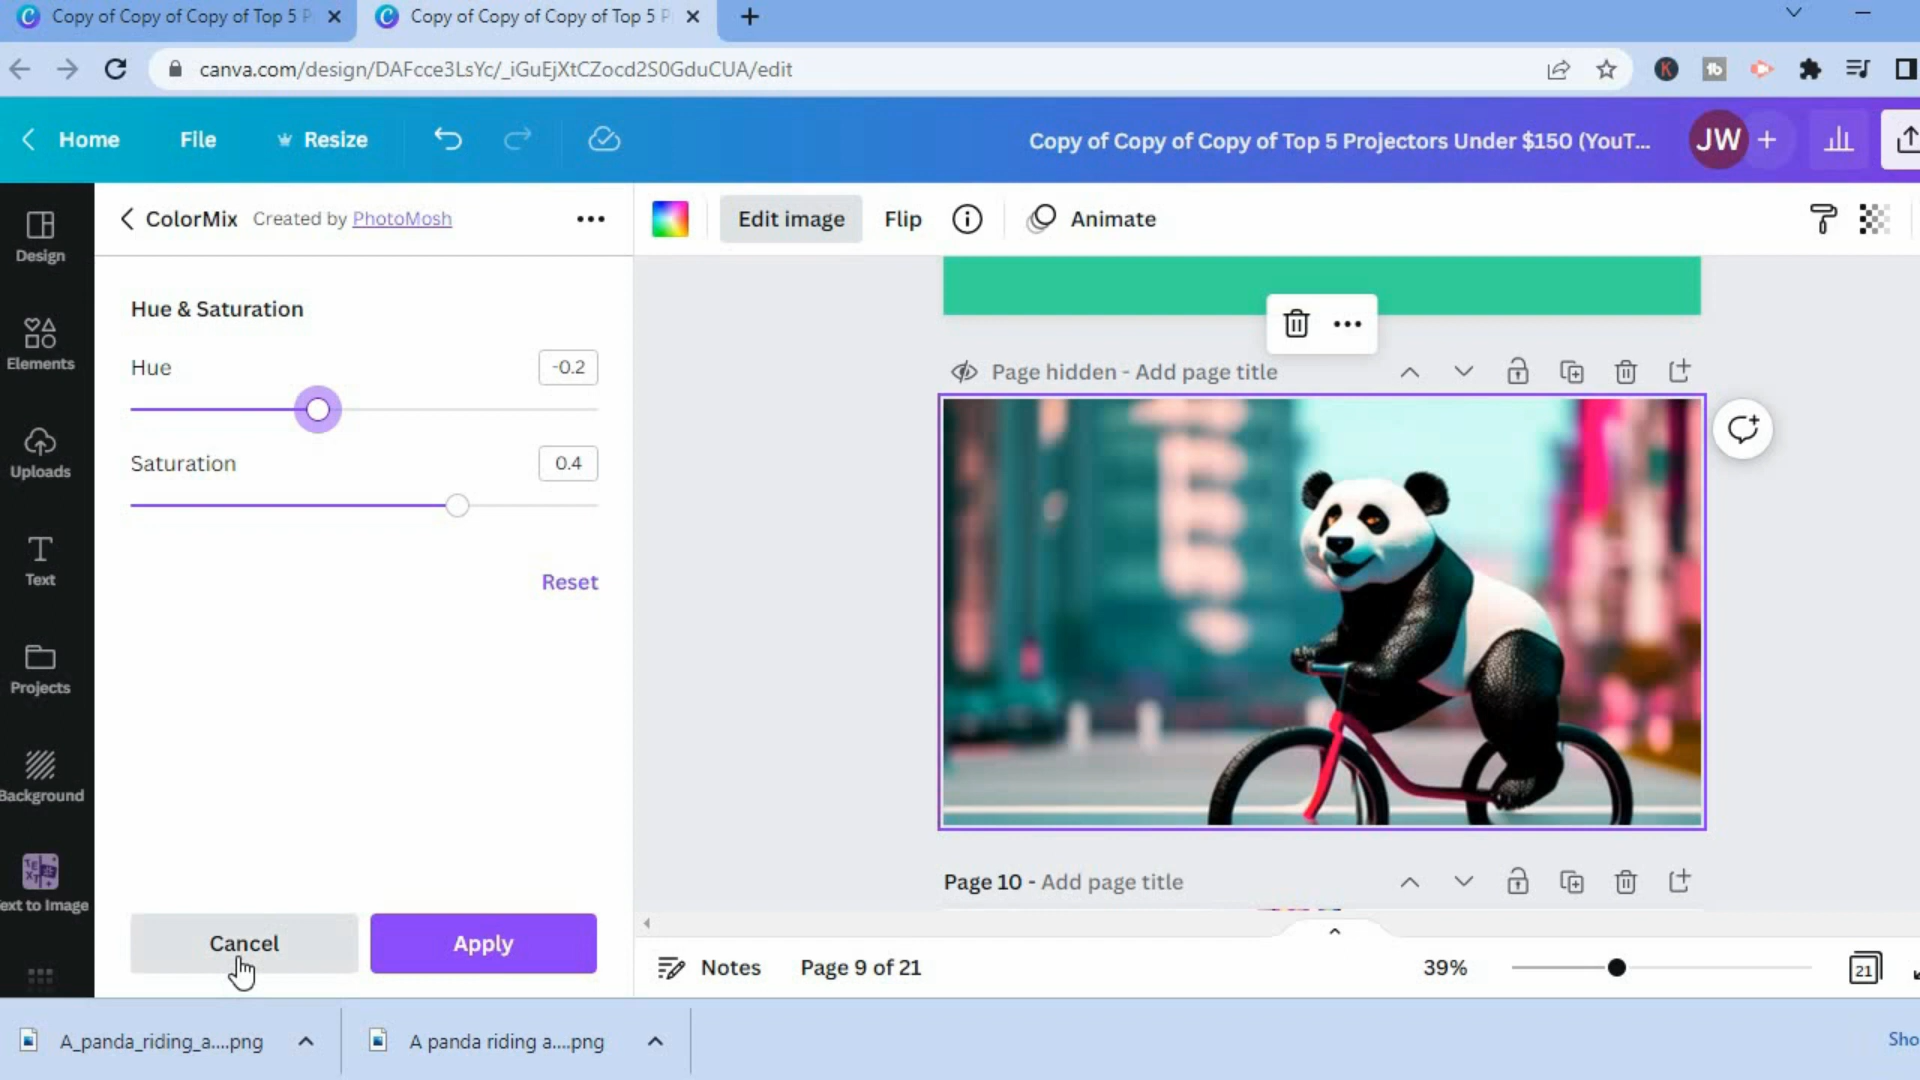 Copy of Copy of Copy of Top 5 P
Copy of Copy of Copy of Top 5 P
canva.com/design/DAFcce3LsYc/_iGuEjXtCZocd2S0GduCUA/edit
Home
File
Resize
Copy of Copy of Copy of Top 5 Projectors Under $150 (YouT...
JW
Design
Elements
Uploads
Text
Projects
Background
ext to Image
ColorMix
Created by PhotoMosh
Edit image
Flip
Animate
Hue & Saturation
Hue
-0.2
Saturation
0.4
Reset
Cancel
Apply
Page hidden - Add page title
Page 10 - Add page title
Notes
Page 9 of 21
39%
21
A_panda_riding_a....png
A panda riding a....png
Sho